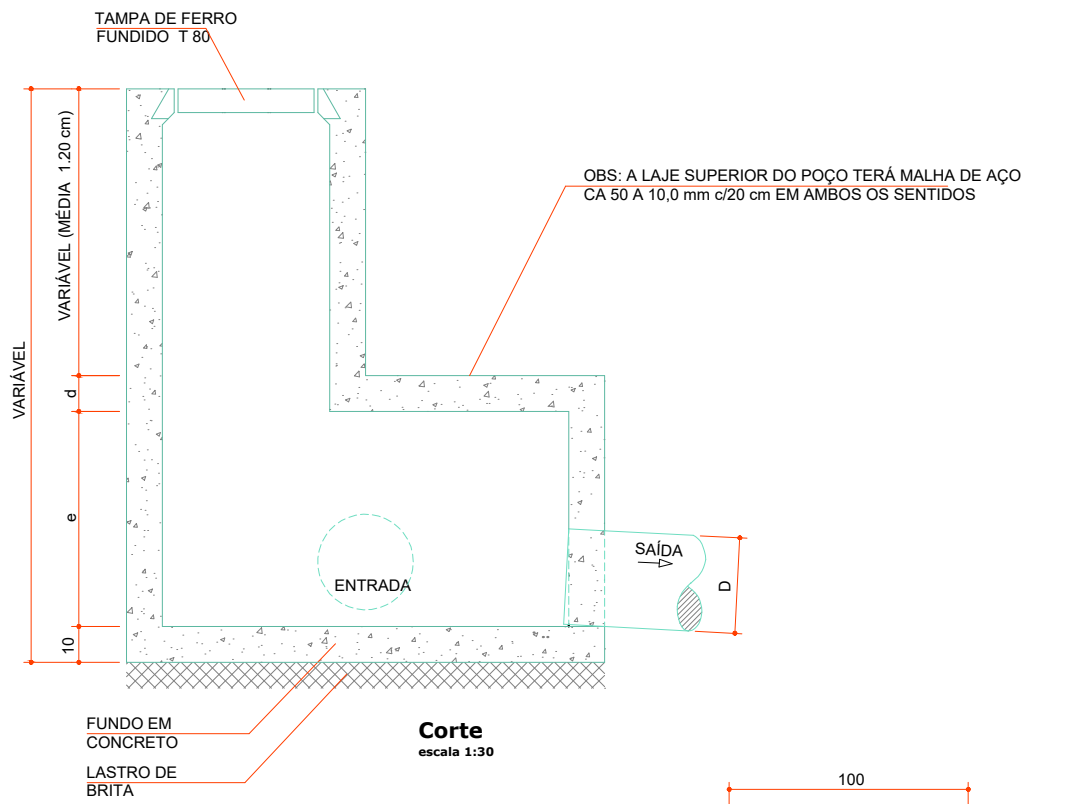 TAMPA DE FERRO
FUNDIDO T 80
VARIÁVEL (MÉDIA 1.20 cm)
OBS: A LAJE SUPERIOR DO POÇO TERÁ MALHA DE AÇO
CA 50 A 10,0 mm c/20 cm EM AMBOS OS SENTIDOS
VARIÁVEL
d
e
SAÍDA
ENTRADA
D
10
FUNDO EM
CONCRETO
Corte
escala 1:30
LASTRO DE
BRITA
100